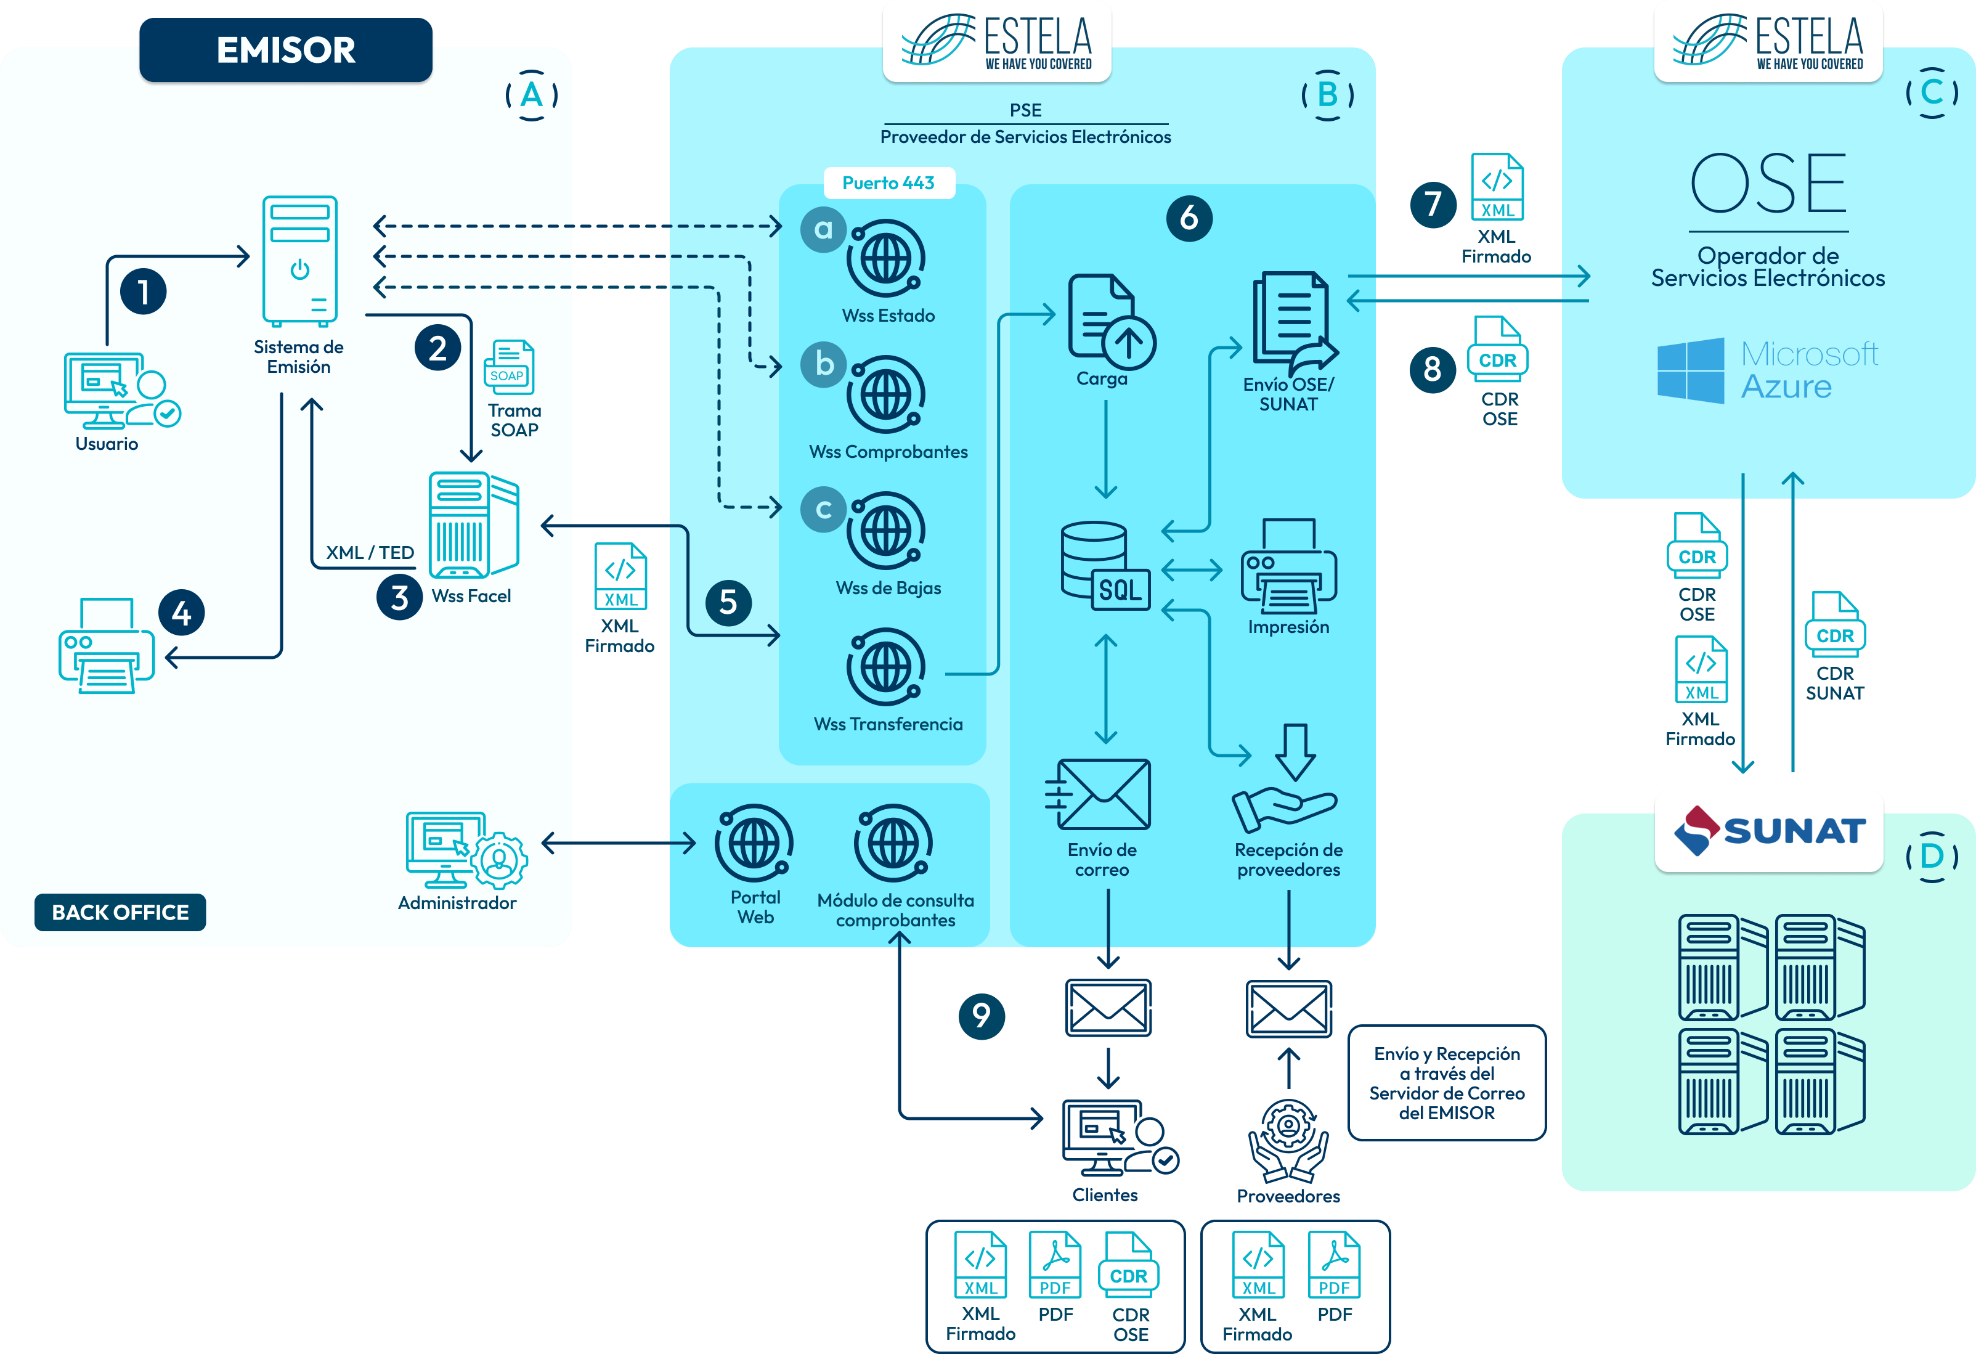 EMISOR
A
1
Usuario
Sistema de
Emisión
2
SOAP
Trama
SOAP
XML / TED
3
Wss Facel
4
BACK OFFICE
Administrador
XML
XML
Firmado
5
ESTELA
WE HAVE YOU COVERED
B
PSE
Proveedor de Servicios Electrónicos
Puerto 443
a
Wss Estado
b
Wss Comprobantes
c
Wss de Bajas
Wss Transferencia
Portal
Web
Módulo de consulta
comprobantes
6
Carga
Envío OSE/
SUNAT
SQL
Impresión
Envío de
correo
Recepción de
proveedores
7
XML
XML
Firmado
8
CDR
CDR
OSE
ESTELA
WE HAVE YOU COVERED
C
OSE
Operador de
Servicios Electrónicos
Microsoft
Azure
CDR
CDR
OSE
XML
XML
Firmado
CDR
CDR
SUNAT
SUNAT
D
9
Clientes
Proveedores
Envío y Recepción
a través del
Servidor de Correo
del EMISOR
XML
XML
Firmado
PDF
PDF
CDR
CDR
OSE
XML
XML
Firmado
PDF
PDF